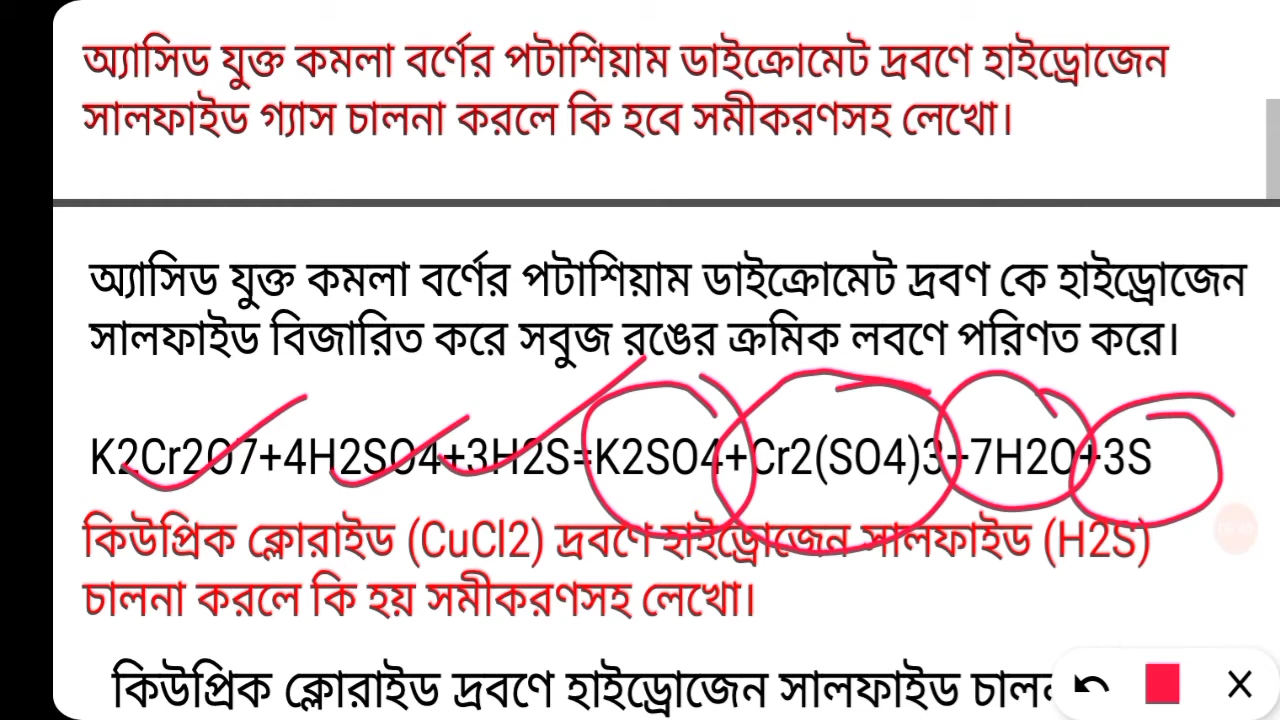 অ্যাসিড যুক্ত কমলা বর্ণের পটাশিয়াম ডাইক্রোমেট দ্রবণে হাইড্রোজেন
সালফাইড গ্যাস চালনা করলে কি হবে সমীকরণসহ লেখো।
অ্যাসিড যুক্ত কমলা বর্ণের পটাশিয়াম ডাইক্রোমেট দ্রবণ কে হাইড্রোজেন
সালফাইড বিজারিত করে সবুজ রঙের ক্রমিক লবণে পরিণত করে।
K2Cr2O7+4H2SO4+3H2S=K2SO4+Cr2(SO4)3+7H2O+3S
কিউপ্রিক ক্লোরাইড (CuCl2) দ্রবণে হাইড্রোজেন সালফাইড (H2S)
চালনা করলে কি হয় সমীকরণসহ লেখো।
কিউপ্রিক ক্লোরাইড দ্রবণে হাইড্রোজেন সালফাইড